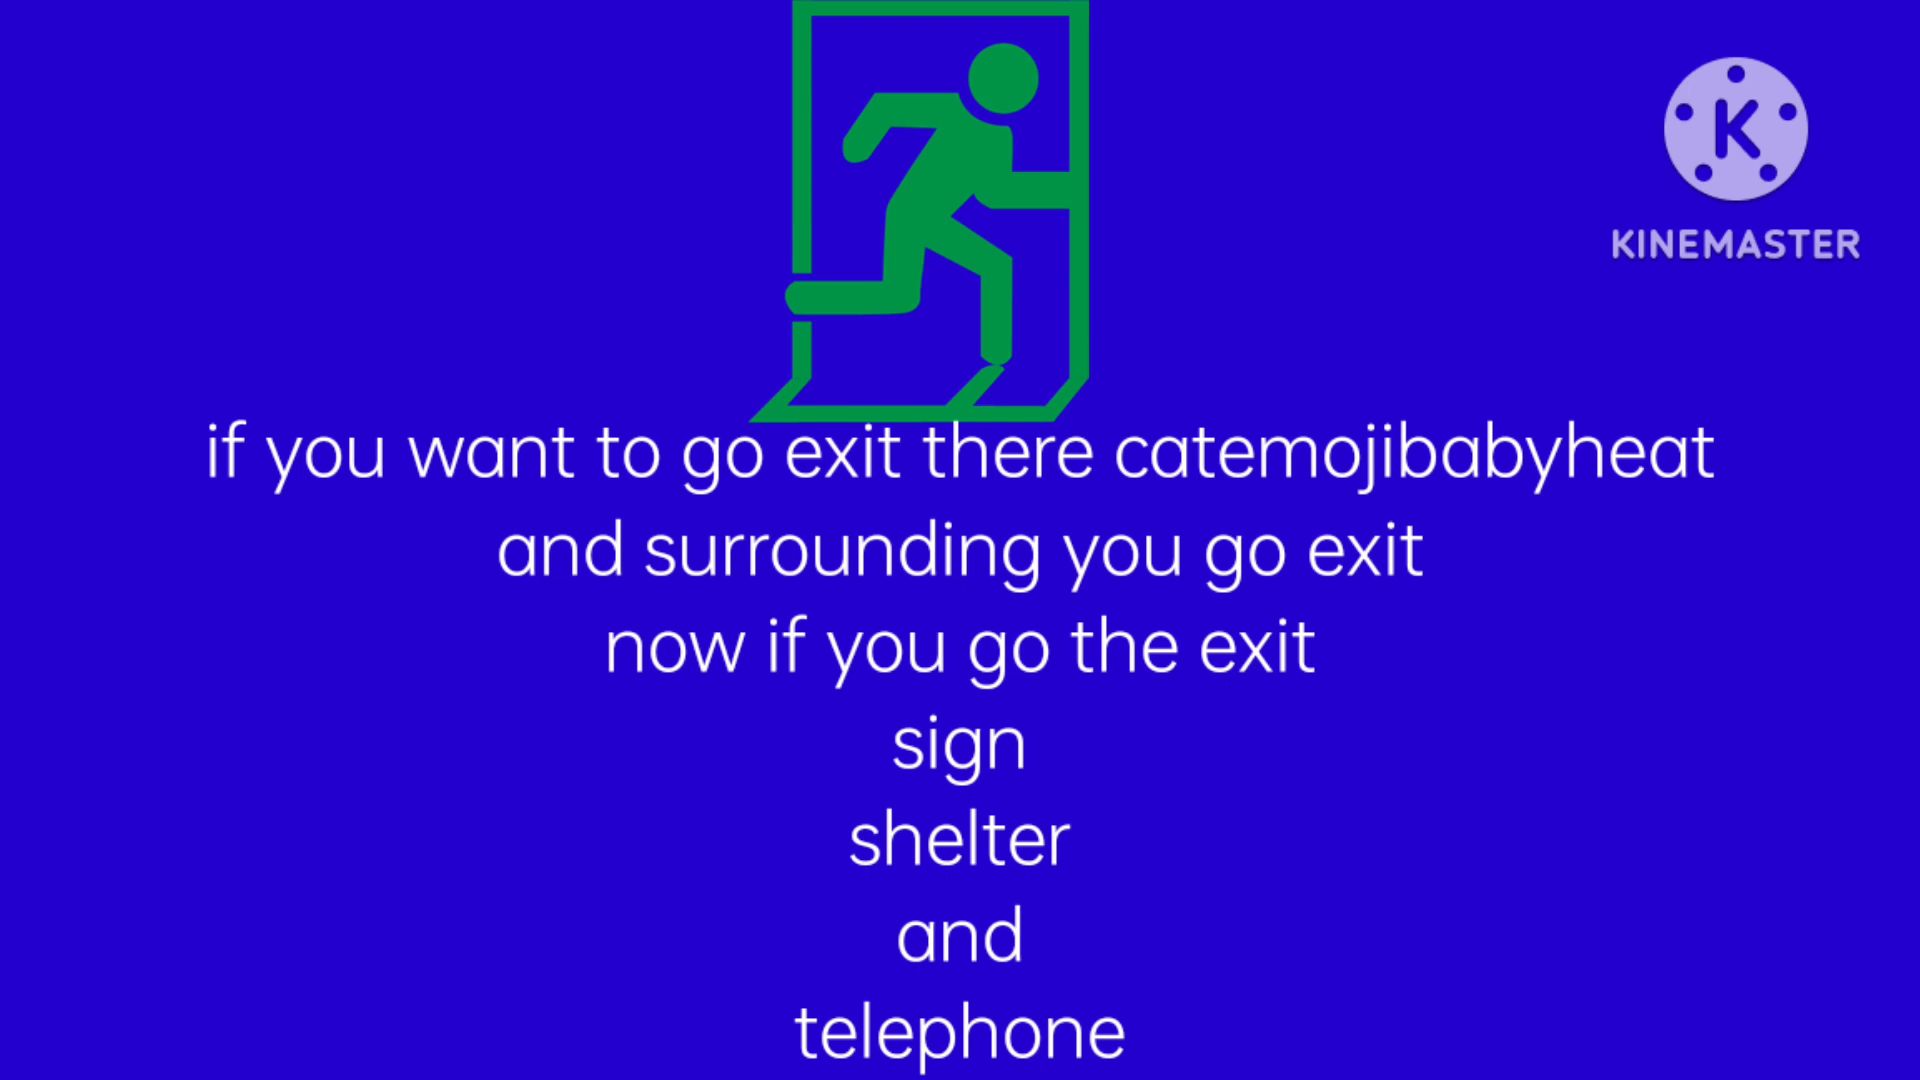 K
KINEMASTER
if you want to go exit there catemojibabyheat
and surrounding you go exit
now if you go the exit
sign
shelter
and
telephone